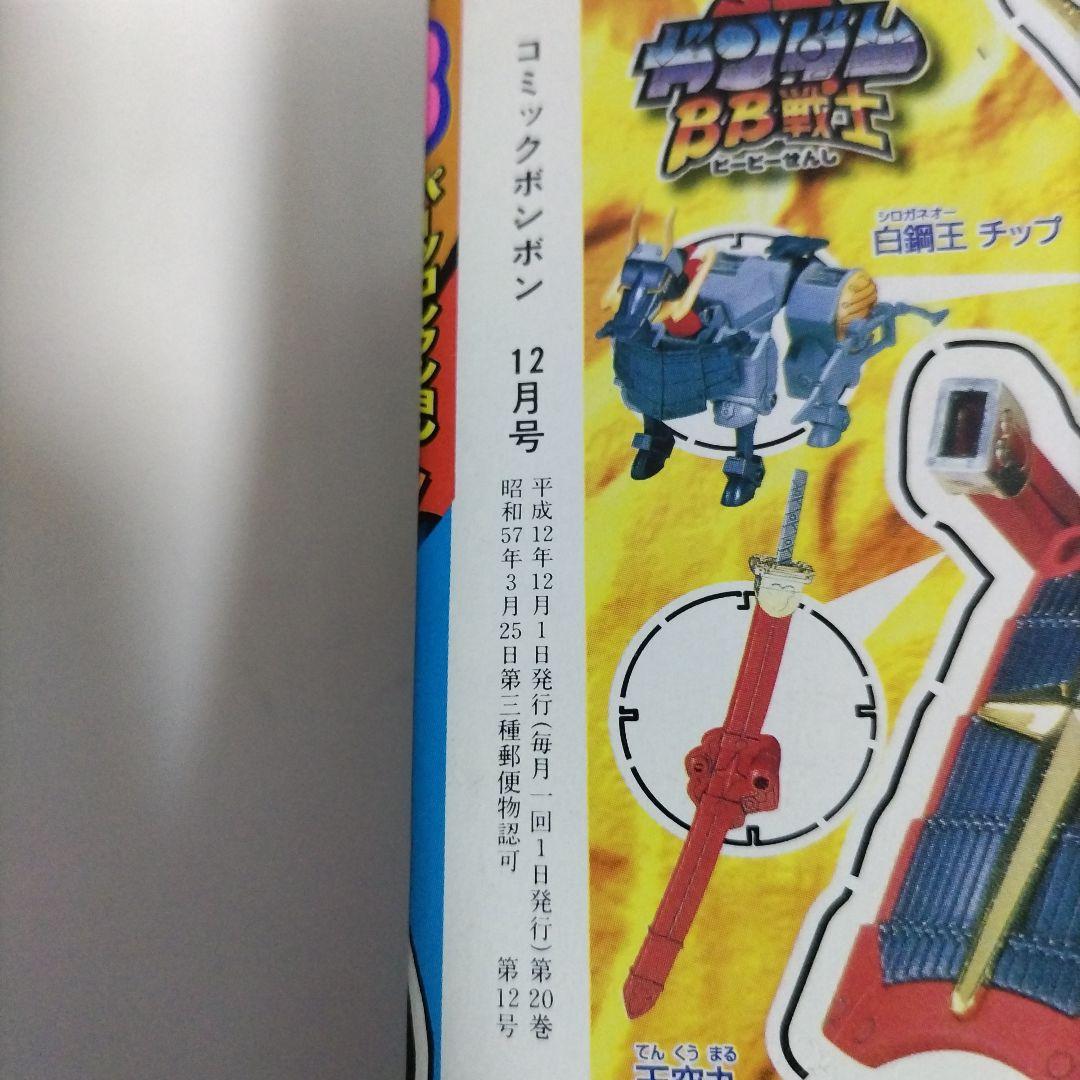 コミックボンボン 12月号
平成12年12月1日発行(毎月一回1日発行)第20巻
昭和57年3月25日第三種郵便物認可 第12号
ガンダム
BB戦士
ビービーせんし
シロガネオー
白鋼王 チップ
てん くう まる
天空丸